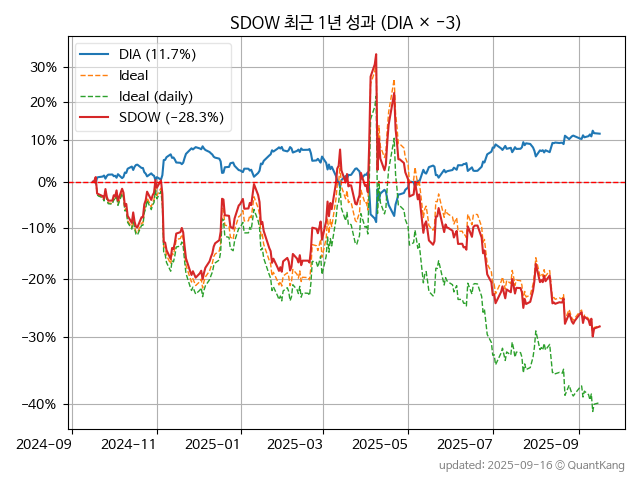 SDOW 최근 1년 성과 (DIA × −3)
DIA (11.7%)
Ideal
Ideal (daily)
SDOW (−28.3%)
30%
20%
10%
0%
−10%
−20%
−30%
−40%
2024-09
2024-11
2025-01
2025-03
2025-05
2025-07
2025-09
updated: 2025-09-16 © QuantKang